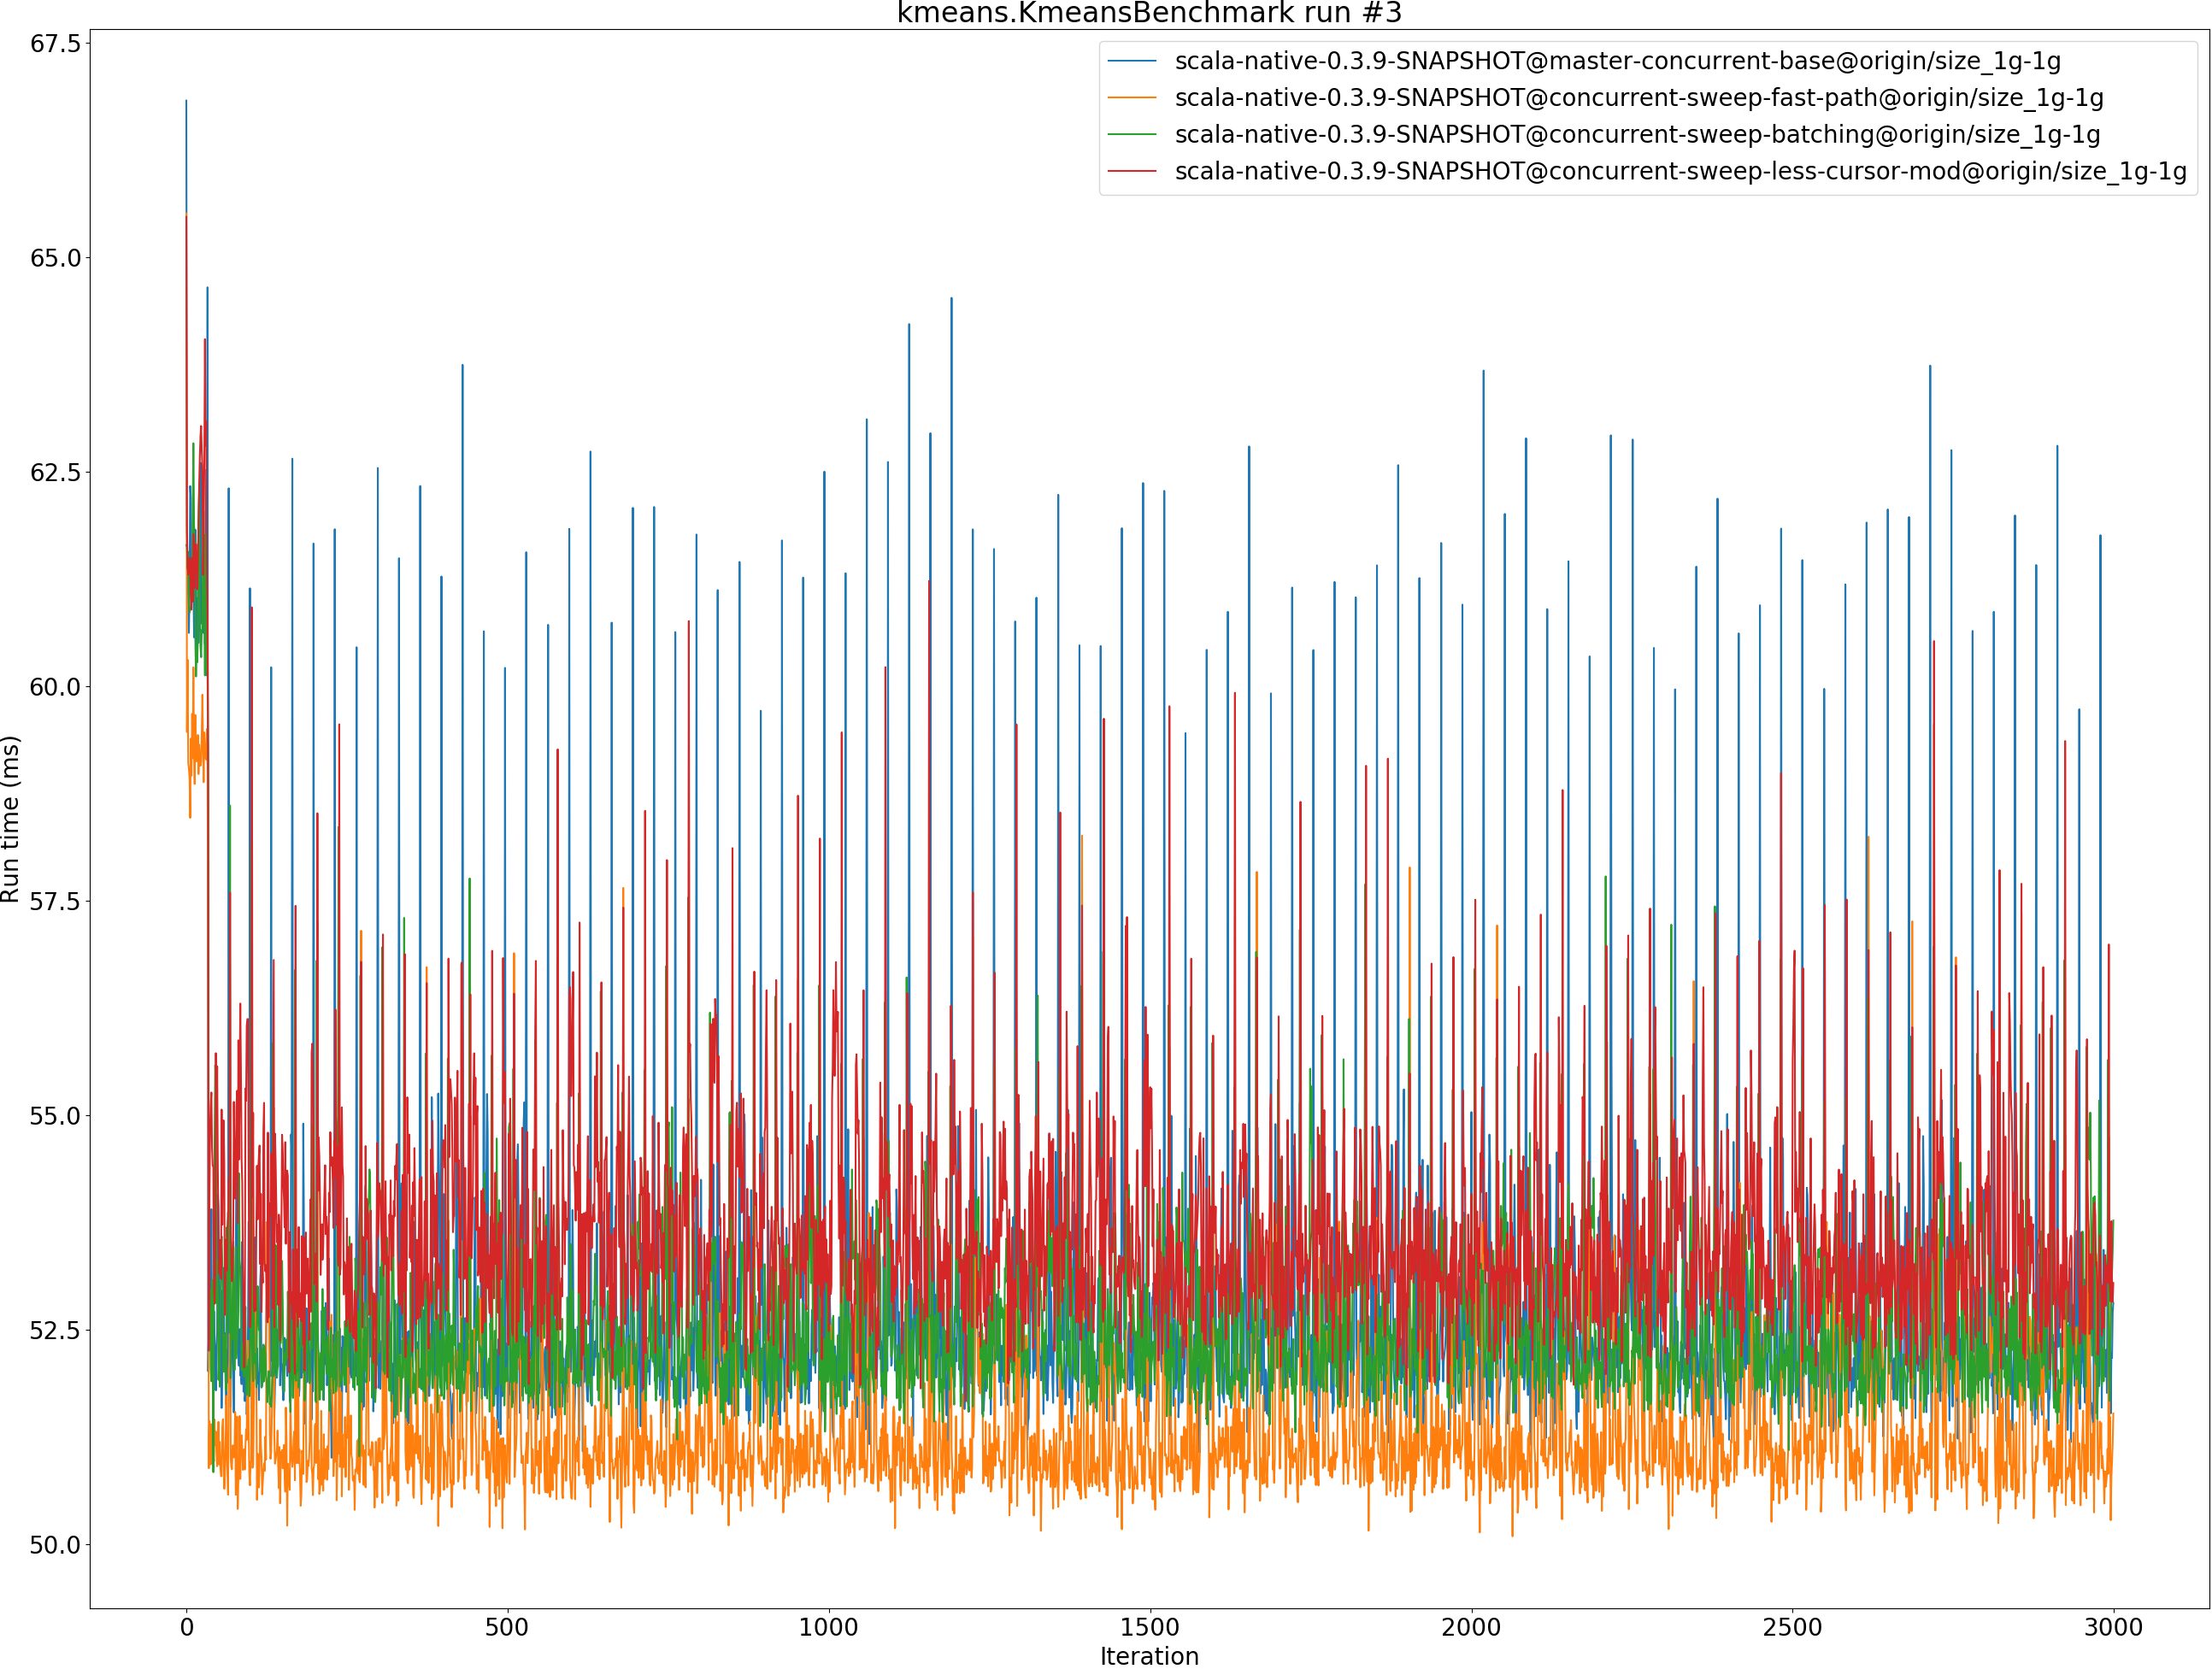 kmeans.KmeansBenchmark run #3
scala-native-0.3.9-SNAPSHOT@master-concurrent-base@origin/size_1g-1g
scala-native-0.3.9-SNAPSHOT@concurrent-sweep-fast-path@origin/size_1g-1g
scala-native-0.3.9-SNAPSHOT@concurrent-sweep-batching@origin/size_1g-1g
scala-native-0.3.9-SNAPSHOT@concurrent-sweep-less-cursor-mod@origin/size_1g-1g
67.5
65.0
62.5
60.0
57.5
55.0
52.5
50.0
Run time (ms)
0 500 1000 1500 2000 2500 3000
Iteration